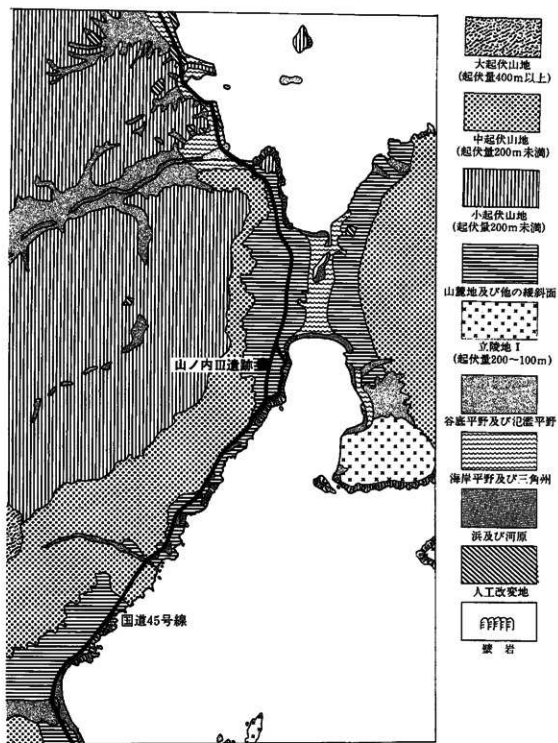 山ノ内Ⅲ遺跡
国道45号線
大起伏山地
(起伏量400m以上)
中起伏山地
(起伏量200m未満)
小起伏山地
(起伏量200m未満)
山麓地及び他の緩斜面
立陵地Ⅰ
(起伏量200〜100m)
谷底平野及び氾濫平野
海岸平野及び三角州
浜及び河原
人工改変地
壁岩